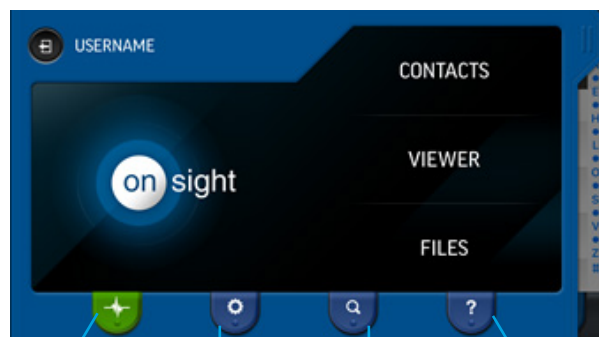 USERNAME
CONTACTS
VIEWER
FILES
on sight
?
E
H
L
O
S
V
Z
#